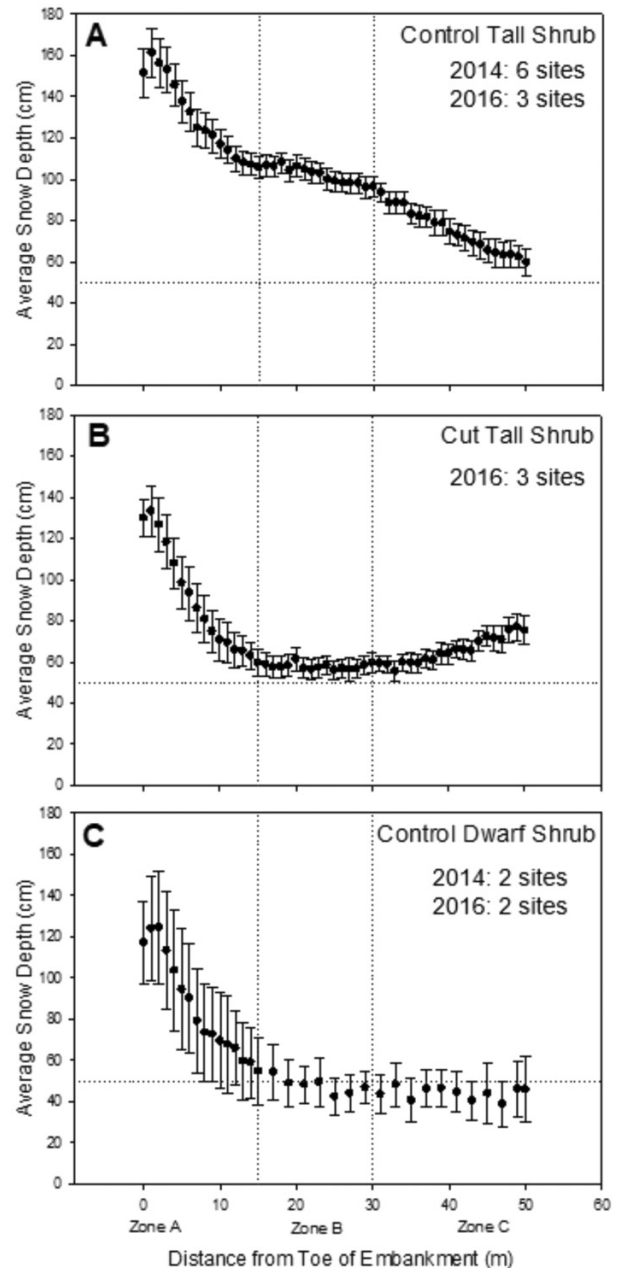 A
Control Tall Shrub
2014: 6 sites
2016: 3 sites
Average Snow Depth (cm)
180
160
140
120
100
80
60
40
20
0
B
Cut Tall Shrub
2016: 3 sites
Average Snow Depth (cm)
180
160
140
120
100
80
60
40
20
0
C
Control Dwarf Shrub
2014: 2 sites
2016: 2 sites
Average Snow Depth (cm)
180
160
140
120
100
80
60
40
20
0
0 10 20 30 40 50 60
Zone A Zone B Zone C
Distance from Toe of Embankment (m)